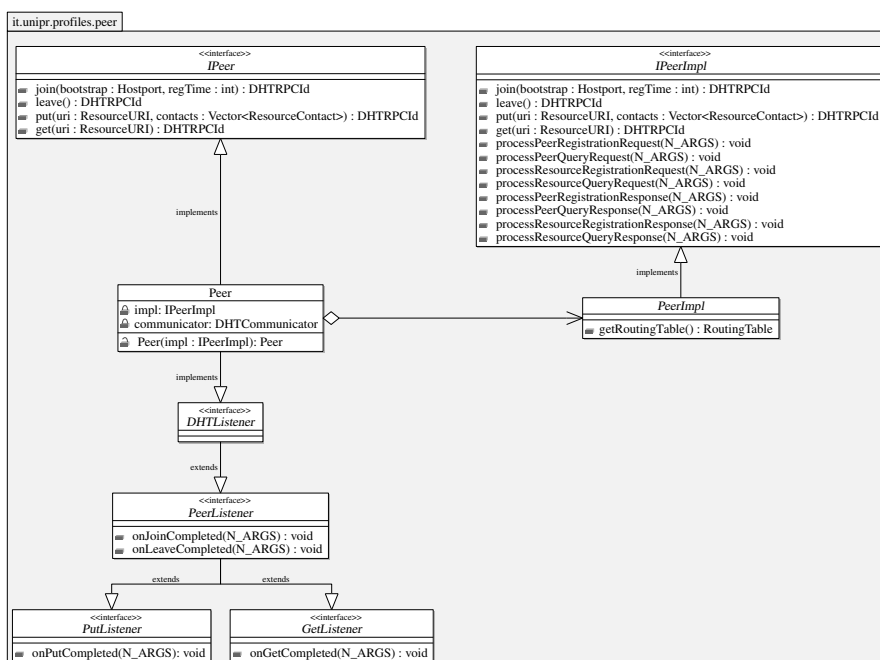 it.unipr.profiles.peer
<<interface>>
IPeer
join(bootstrap : Hostport, regTime : int) : DHTRPCId
leave() : DHTRPCId
put(uri : ResourceURI, contacts : Vector<ResourceContact>) : DHTRPCId
get(uri : ResourceURI) : DHTRPCId
<<interface>>
IPeerImpl
join(bootstrap : Hostport, regTime : int) : DHTRPCId
leave() : DHTRPCId
put(uri : ResourceURI, contacts : Vector<ResourceContact>) : DHTRPCId
get(uri : ResourceURI) : DHTRPCId
processPeerRegistrationRequest(N_ARGS) : void
processPeerQueryRequest(N_ARGS) : void
processResourceRegistrationRequest(N_ARGS) : void
processResourceQueryRequest(N_ARGS) : void
processPeerRegistrationResponse(N_ARGS) : void
processPeerQueryResponse(N_ARGS) : void
processResourceRegistrationResponse(N_ARGS) : void
processResourceQueryResponse(N_ARGS) : void
implements
implements
Peer
impl: IPeerImpl
communicator: DHTCommunicator
Peer(impl : IPeerImpl): Peer
PeerImpl
getRoutingTable() : RoutingTable
implements
<<interface>>
DHTListener
extends
<<interface>>
PeerListener
onJoinCompleted(N_ARGS) : void
onLeaveCompleted(N_ARGS) : void
extends
extends
<<interface>>
PutListener
onPutCompleted(N_ARGS): void
<<interface>>
GetListener
onGetCompleted(N_ARGS) : void